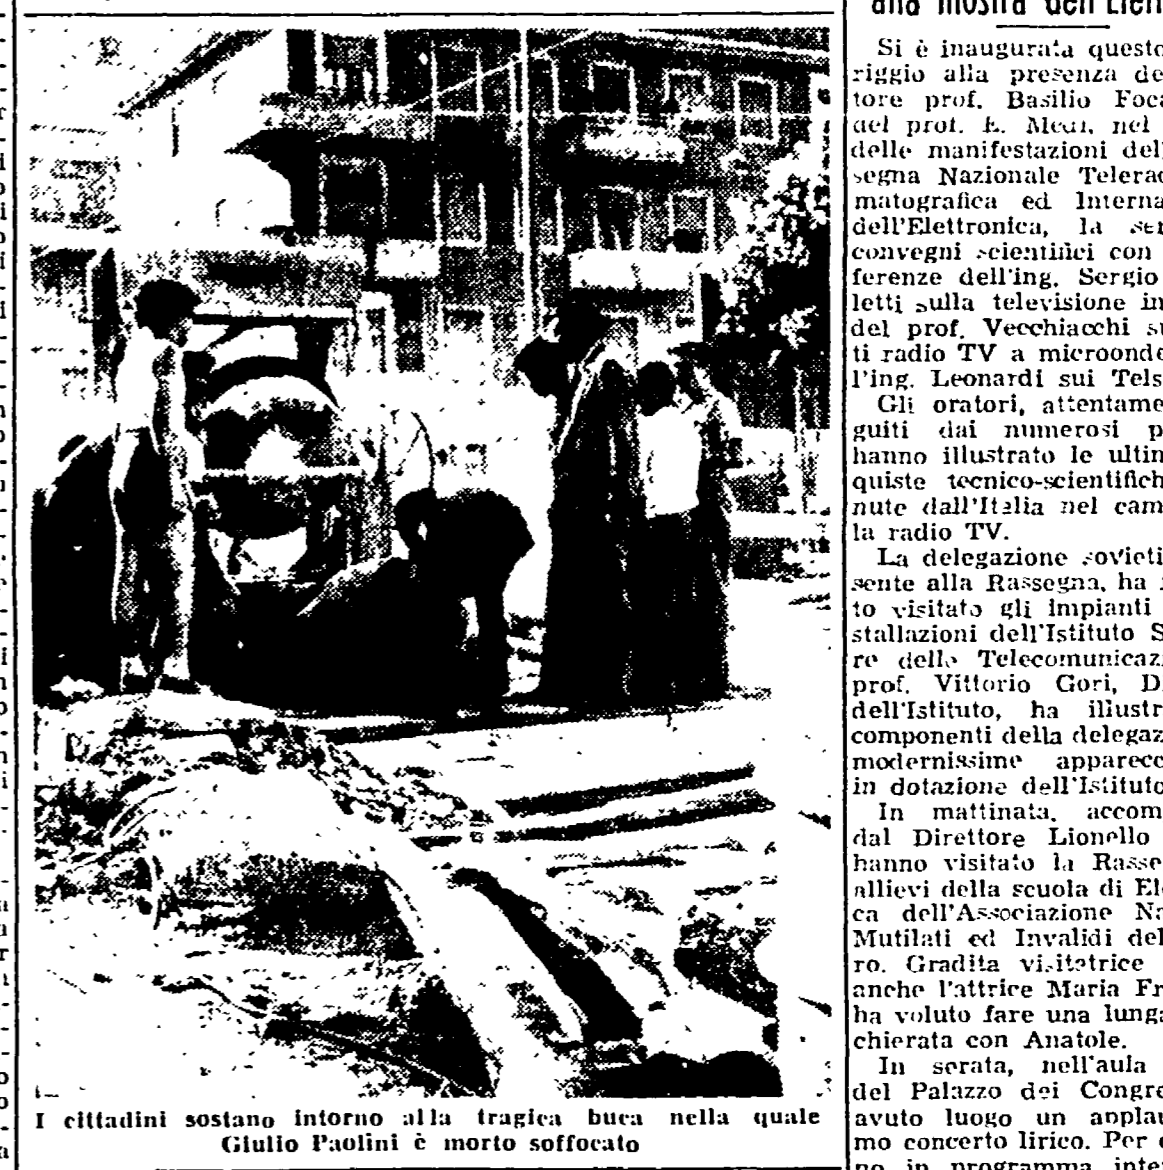 I cittadini sostano intorno alla tragica buca nella quale
Giulio Paolini è morto soffocato
alla mostra dell'Elettr
Si è inaugurata questo
riggio alla presenza de
tore prof. Basilio Foca
del prof. E. Medi, nel
delle manifestazioni del
segna Nazionale Telerad
matografica ed Interna
dell'Elettronica, la ser
convegni scientifici con
ferenze dell'ing. Sergio
letti sulla televisione in
del prof. Vecchiacchi su
ti radio TV a microonde
l'ing. Leonardi sui Tels
Gli oratori, attentame
guiti dai numerosi p
hanno illustrato le ultim
quiste tecnico-scientifich
nute dall'Italia nel cam
la radio TV.
La delegazione sovieti
sente alla Rassegna, ha
to visitato gli impianti
stallazioni dell'Istituto S
re delle Telecomunicazi
prof. Vittorio Gori, D
dell'Istituto, ha illustr
componenti della delegaz
modernissime apparecc
in dotazione dell'Istituto
In mattinata, accom
dal Direttore Lionello
hanno visitato la Rasse
allievi della scuola di Ele
ca dell'Associazione Na
Mutilati ed Invalidi del
ro. Gradita visitatrice
anche l'attrice Maria Fr
ha voluto fare una lunga
chierata con Anatole.
In serata, nell'aula
del Palazzo dei Congre
avuto luogo un applau
mo concerto lirico. Per
no in programma inter